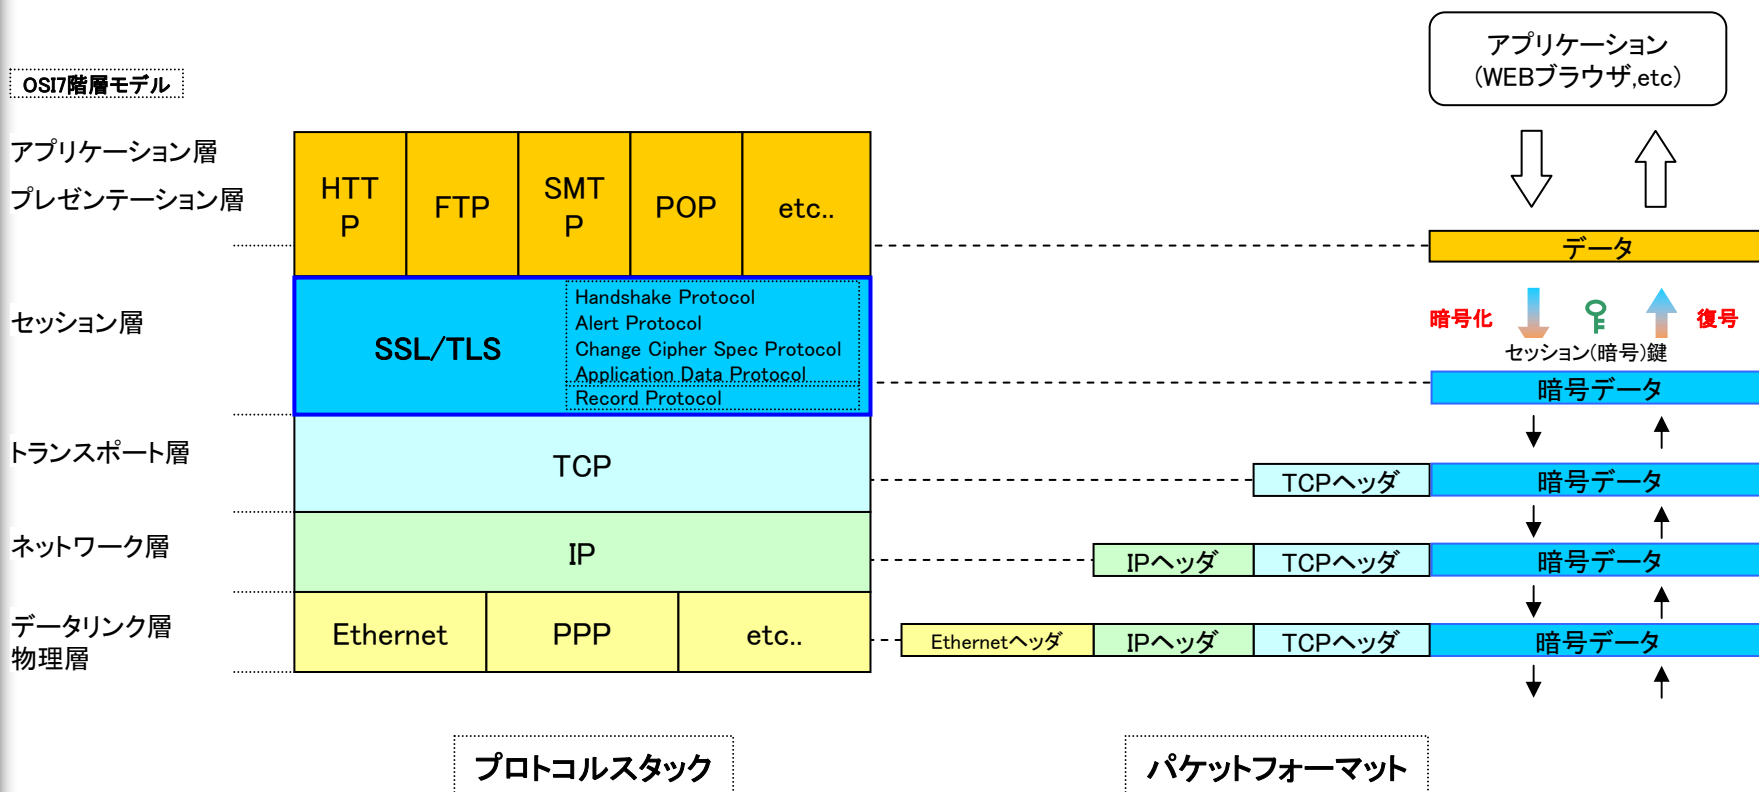 OSI7階層モデル
アプリケーション層
プレゼンテーション層
セッション層
トランスポート層
ネットワーク層
データリンク層
物理層
HTT
P
FTP
SMT
P
POP
etc..
SSL/TLS
Handshake Protocol
Alert Protocol
Change Cipher Spec Protocol
Application Data Protocol
Record Protocol
TCP
IP
Ethernet
PPP
etc..
プロトコルスタック
アプリケーション
(WEBブラウザ,etc)
データ
暗号化
復号
セッション(暗号)鍵
暗号データ
TCPヘッダ
暗号データ
IPヘッダ
TCPヘッダ
暗号データ
Ethernetヘッダ
IPヘッダ
TCPヘッダ
暗号データ
パケットフォーマット